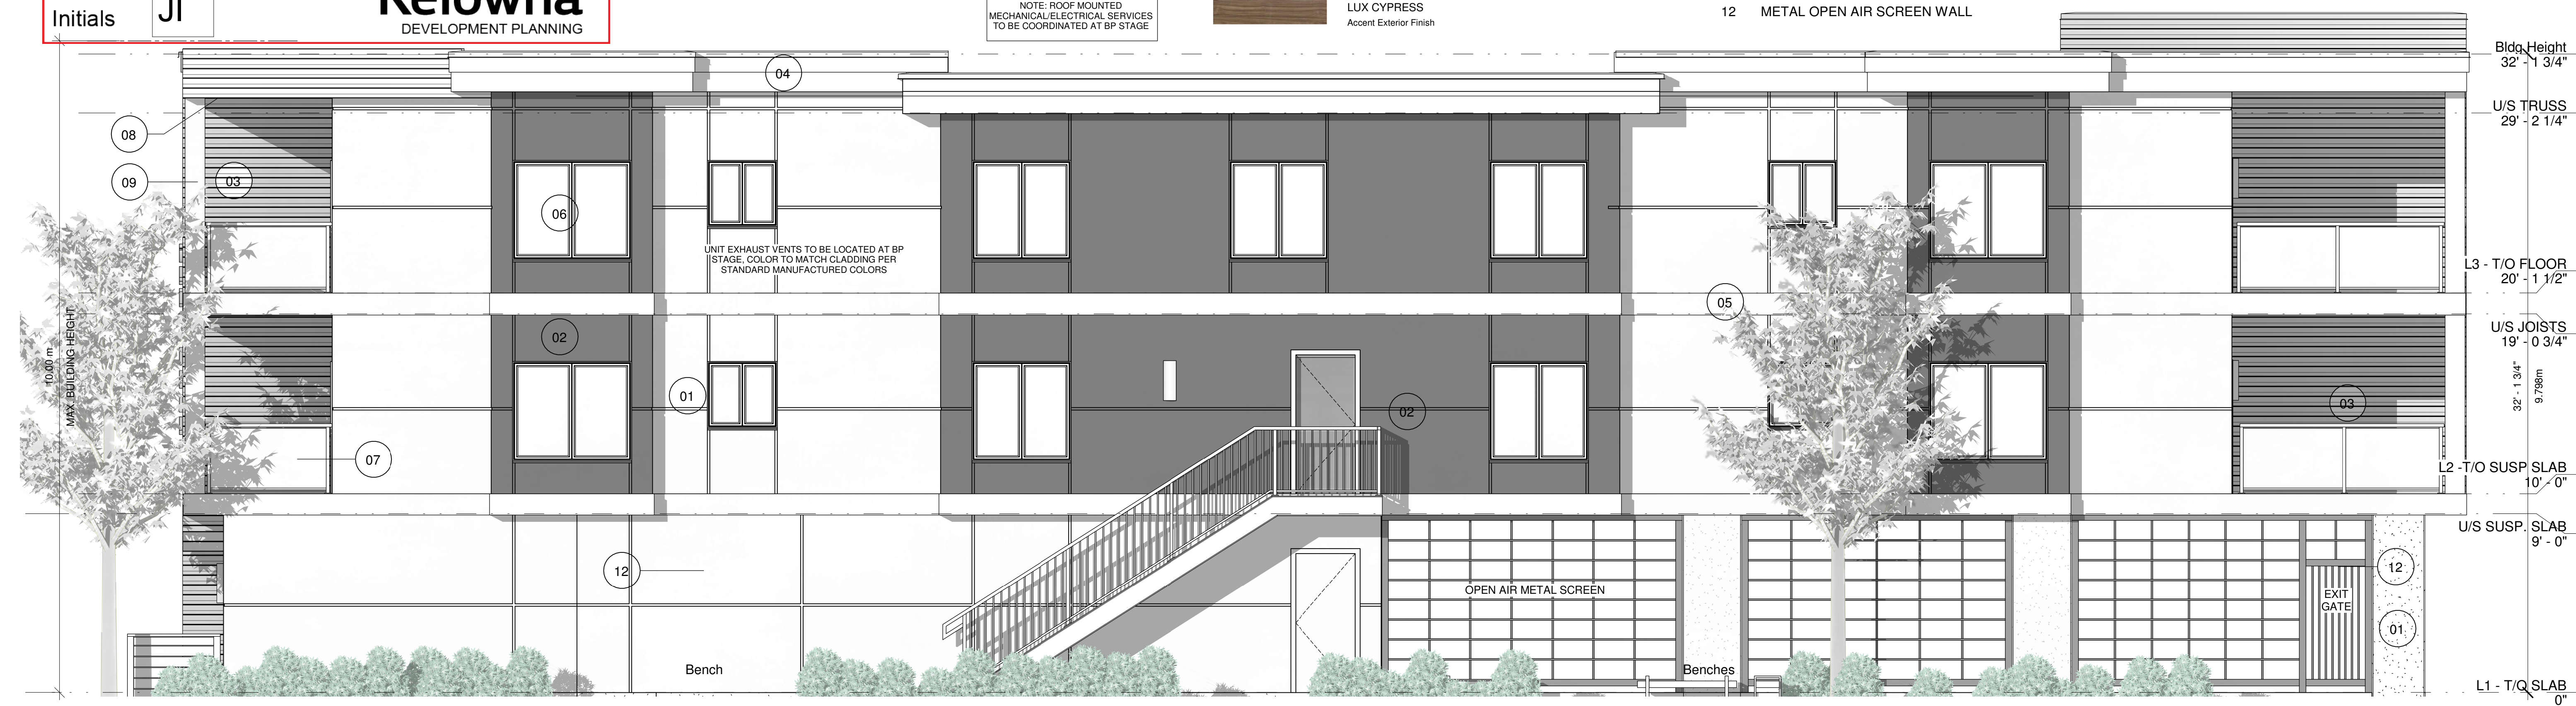 Initials
JI
Kelowna
DEVELOPMENT PLANNING
NOTE: ROOF MOUNTED
MECHANICAL/ELECTRICAL SERVICES
TO BE COORDINATED AT BP STAGE
LUX CYPRESS
Accent Exterior Finish
12 METAL OPEN AIR SCREEN WALL
Bldg Height
32' - 1 3/4"
04
U/S TRUSS
29' - 2 1/4"
08
09
03
06
UNIT EXHAUST VENTS TO BE LOCATED AT BP
STAGE, COLOR TO MATCH CLADDING PER
STANDARD MANUFACTURED COLORS
L3 - T/O FLOOR
20' - 1 1/2"
05
02
U/S JOISTS
19' - 0 3/4"
10.00 m
MAX. BUILDING HEIGHT
01
02
03
32' - 1 3/4"
9.798m
07
L2 -T/O SUSP SLAB
10' - 0"
U/S SUSP. SLAB
9' - 0"
12
12
OPEN AIR METAL SCREEN
EXIT
GATE
01
Bench
Benches
L1 - T/O SLAB
0"